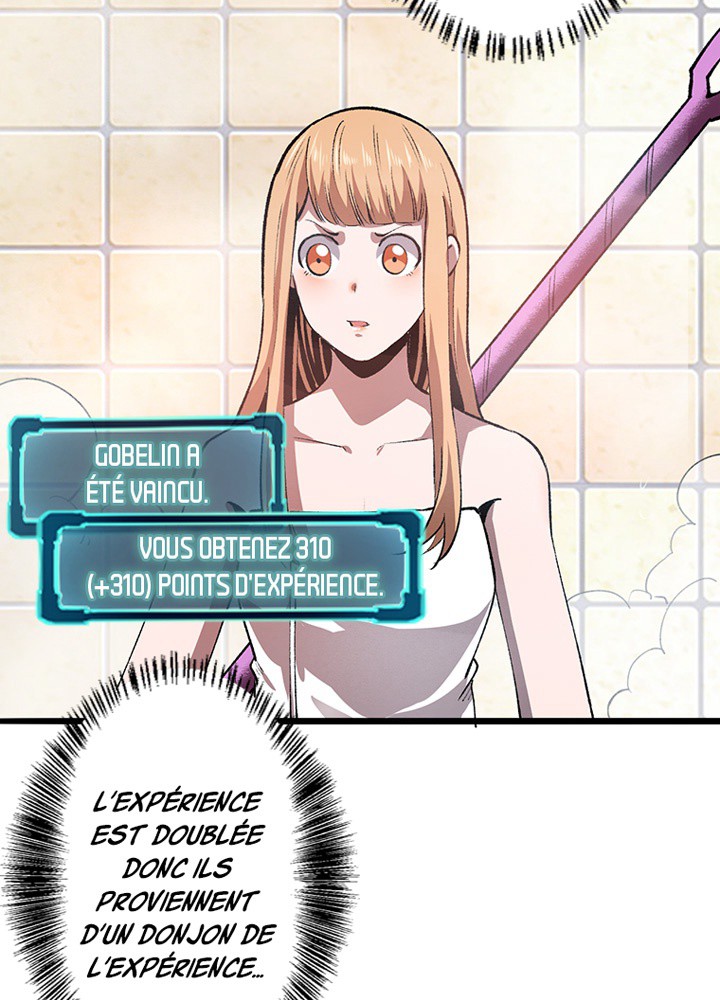 GOBELIN A
ÉTÉ VAINCU.
VOUS OBTENEZ 310
(+310) POINTS D'EXPÉRIENCE.
L'EXPÉRIENCE
EST DOUBLÉE
DONC ILS
PROVIENNENT
D'UN DONJON DE
L'EXPÉRIENCE...